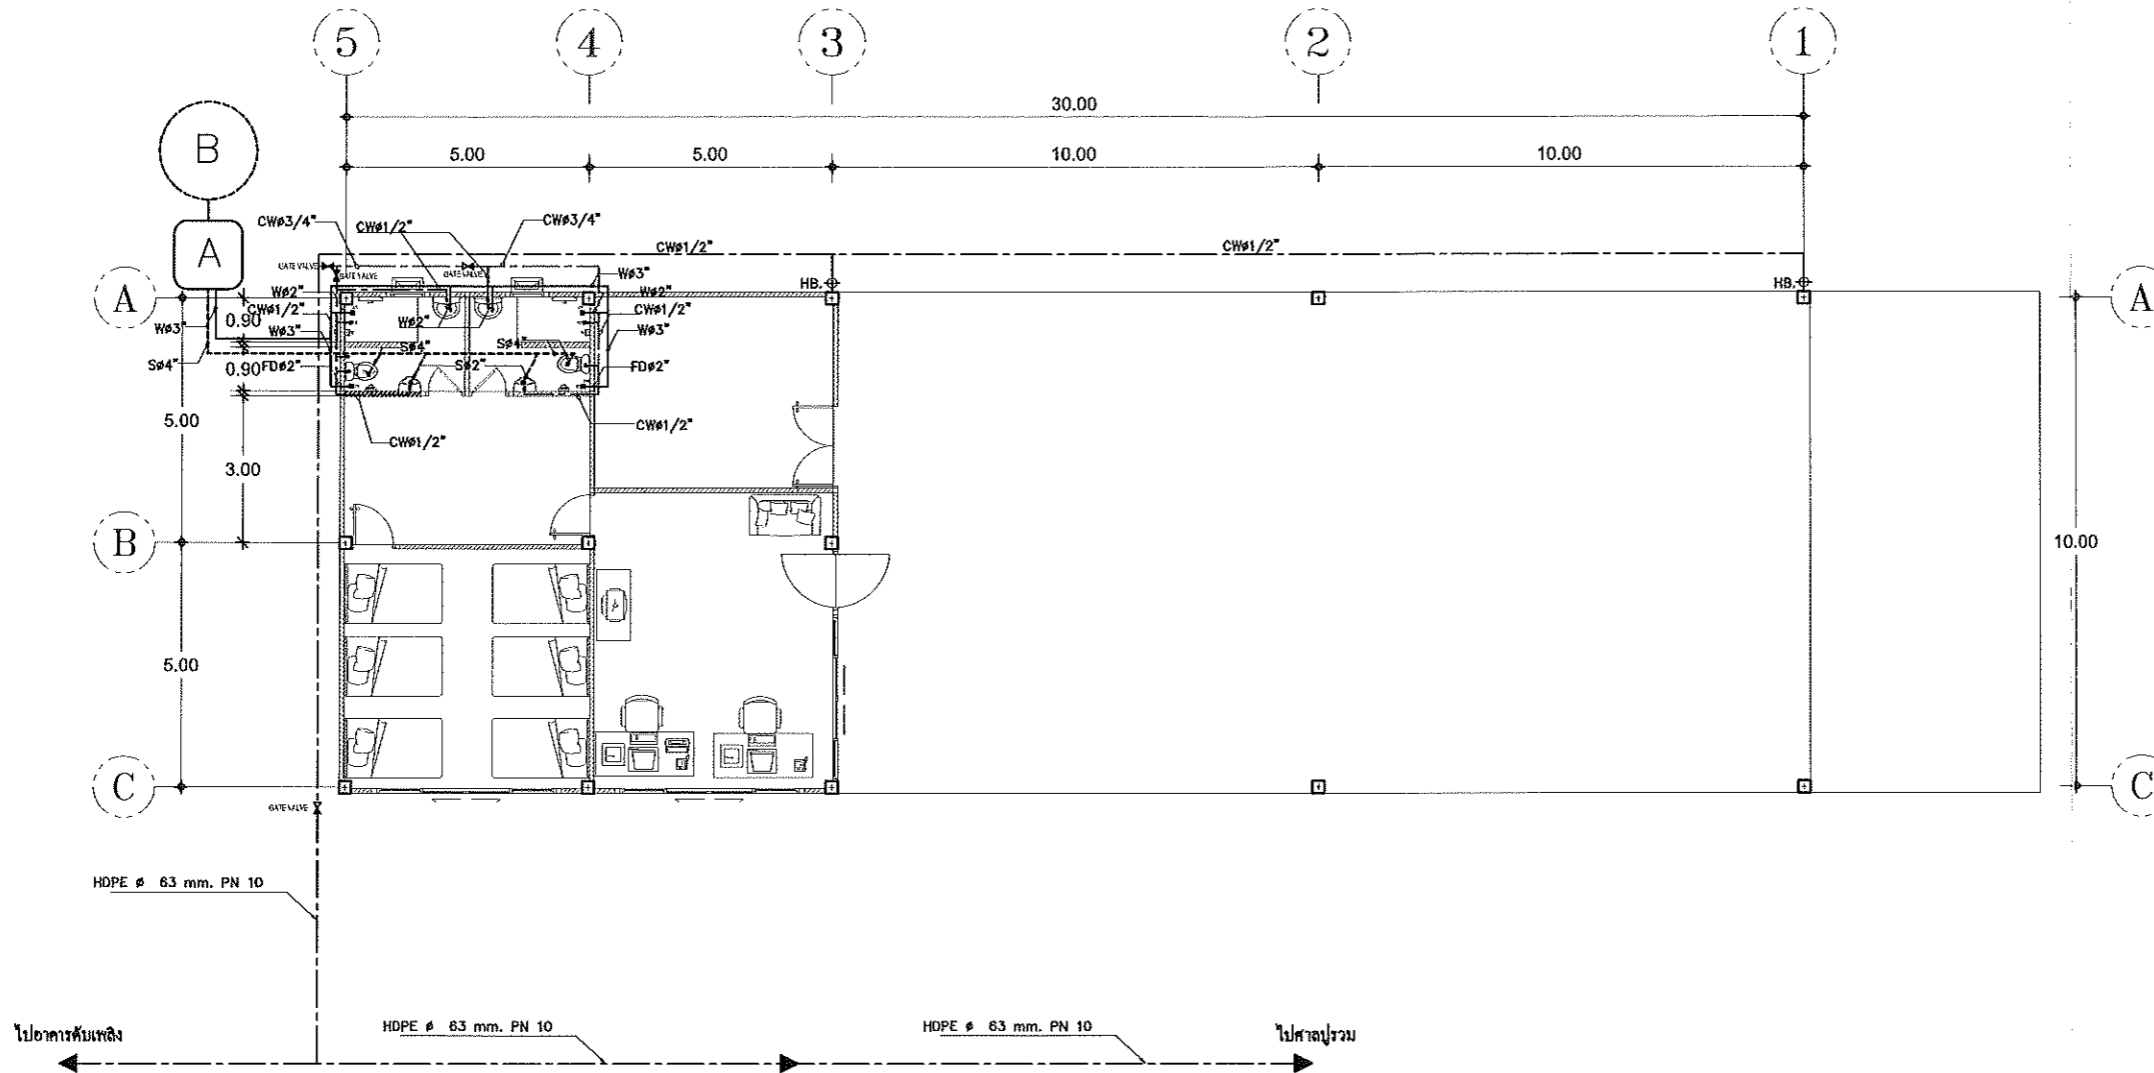 5 4 3 2 1
30.00
5.00 5.00 10.00 10.00
B
A
CWø3/4"
CWø1/2"
CWø3/4"
CWø1/2"
CWø1/2"
GATE VALVE
GATE VALVE
GATE VALVE
Wø3"
HB.
HB.
A
A
Wø2"
Wø2"
CWø1/2"
CWø1/2"
0.90
Wø2"
Wø3"
Wø3"
Wø3"
Sø4"
Sø4"
Sø4"
0.90
FDø2"
Sø2"
FDø2"
5.00
CWø1/2"
CWø1/2"
3.00
B
10.00
5.00
C
C
GATE VALVE
HDPE ø 63 mm. PN 10
ไปอาคารดับเพลิง
HDPE ø 63 mm. PN 10
HDPE ø 63 mm. PN 10
ไปศาลปู่รวม